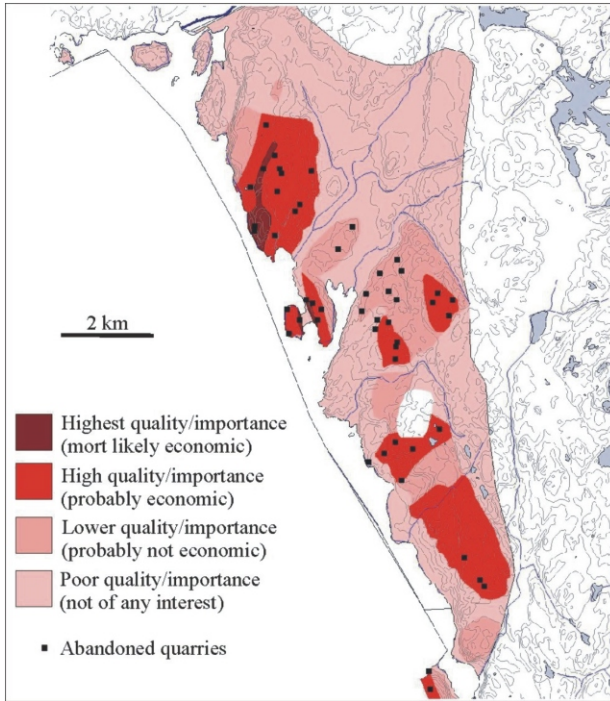 2 km
Highest quality/importance
(mort likely economic)
High quality/importance
(probably economic)
Lower quality/importance
(probably not economic)
Poor quality/importance
(not of any interest)
Abandoned quarries